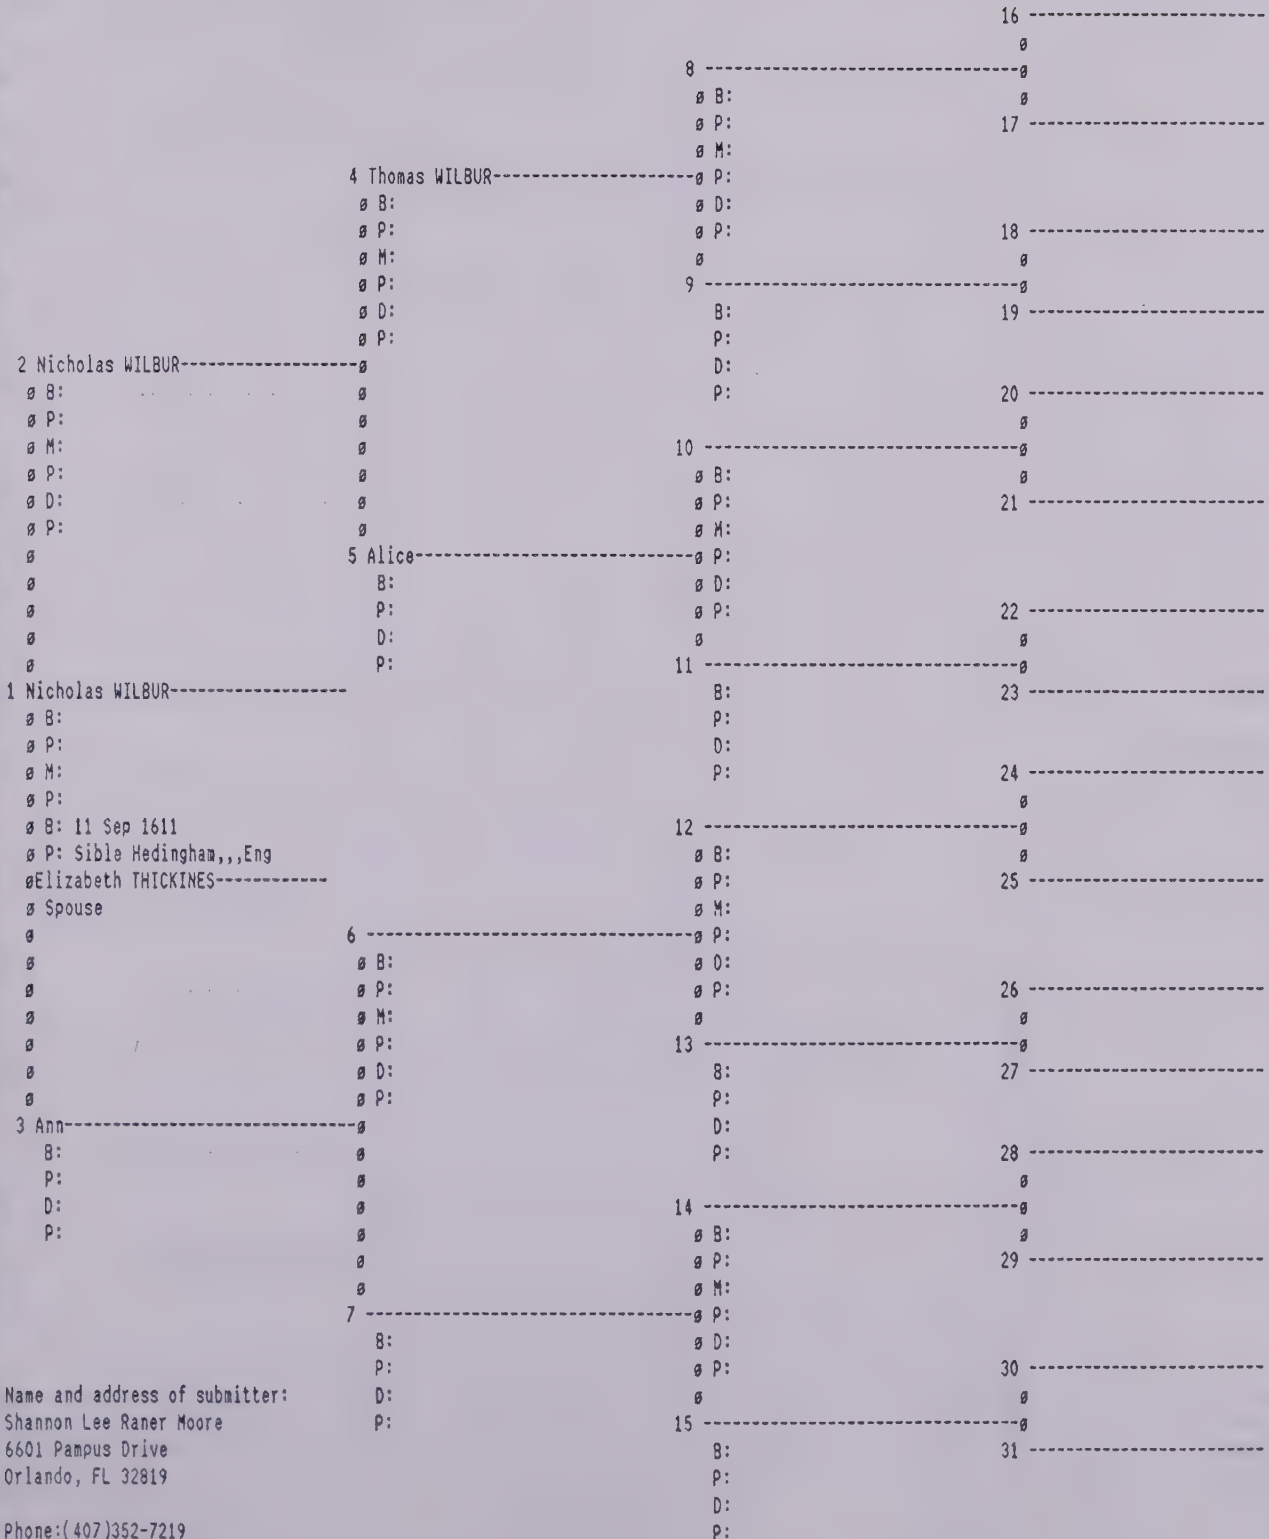 16 ----------------------
ø
8 ------------------------------ø
ø B: ø
ø P: 17 ----------------------
ø M:
4 Thomas WILBUR-------------------ø P:
ø B: ø D:
ø P: ø P: 18 ----------------------
ø M: ø ø
ø P: 9 ------------------------------ø
ø D: B: 19 ----------------------
ø P: P:
2 Nicholas WILBUR-----------------ø D:
ø B: ø P: 20 ----------------------
ø P: ø ø
ø M: ø 10 ------------------------------ø
ø P: ø ø B: ø
ø D: ø ø P: 21 ----------------------
ø P: ø ø M:
ø 5 Alice---------------------------ø P:
ø B: ø D:
ø P: ø P: 22 ----------------------
ø D: ø ø
ø P: 11 ------------------------------ø
1 Nicholas WILBUR----------------- B: 23 ----------------------
ø B: P:
ø P: D:
ø M: P: 24 ----------------------
ø P: ø
ø B: 11 Sep 1611 12 ------------------------------ø
ø P: Sible Hedingham,,,Eng ø B: ø
øElizabeth THICKINES----------- ø P: 25 ----------------------
ø Spouse ø M:
ø 6 -------------------------------ø P:
ø ø B: ø D:
ø ø P: ø P: 26 ----------------------
ø ø M: ø ø
ø ø P: 13 ------------------------------ø
ø ø D: B: 27 ----------------------
ø ø P: P:
3 Ann----------------------------ø D:
B: ø P: 28 ----------------------
P: ø ø
D: ø 14 ------------------------------ø
P: ø ø B: ø
ø ø P: 29 ----------------------
ø ø M:
7 -------------------------------ø P:
B: ø D:
P: ø P: 30 ----------------------
Name and address of submitter: D: ø ø
Shannon Lee Raner Moore P: 15 ------------------------------ø
6601 Pampus Drive B: 31 ----------------------
Orlando, FL 32819 P:
D:
Phone:(407)352-7219 P: